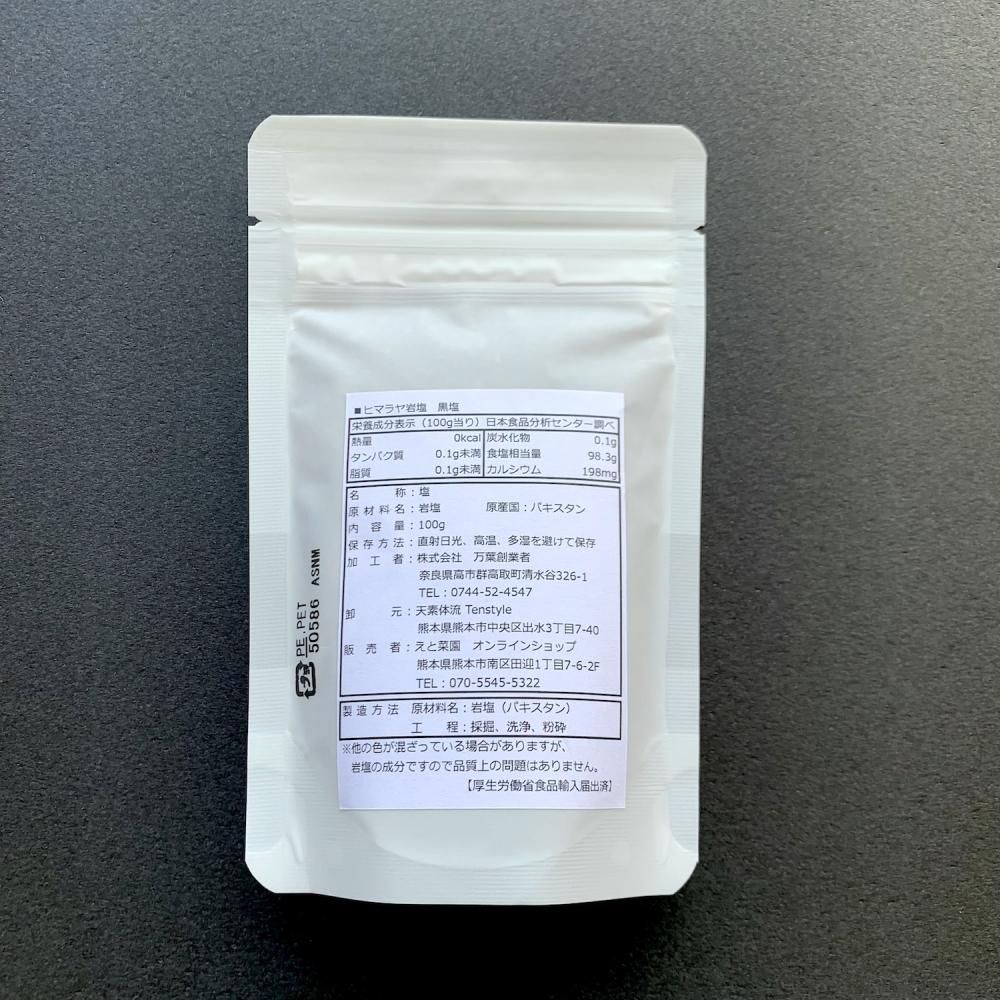 ■ヒマラヤ岩塩　黒塩
栄養成分表示（100g当り）日本食品分析センター調べ
熱量 0kcal 炭水化物 0.1g
タンパク質 0.1g未満 食塩相当量 98.3g
脂質 0.1g未満 カルシウム 198mg
名称：塩
原材料名：岩塩　原産国：パキスタン
内容量：100g
保存方法：直射日光、高温、多湿を避けて保存
加工者：株式会社　万葉創業者
奈良県高市群高取町清水谷326-1
TEL：0744-52-4547
卸元：天素体流 Tenstyle
熊本県熊本市中央区出水3丁目7-40
販売者：えと菜園　オンラインショップ
熊本県熊本市南区田迎1丁目7-6-2F
TEL：070-5545-5322
製造方法　原材料名：岩塩（パキスタン）
工程：採掘、洗浄、粉砕
※他の色が混ざっている場合がありますが、
岩塩の成分ですので品質上の問題はありません。
【厚生労働省食品輸入届出済】
プラ PE.PET
50586 ASNM